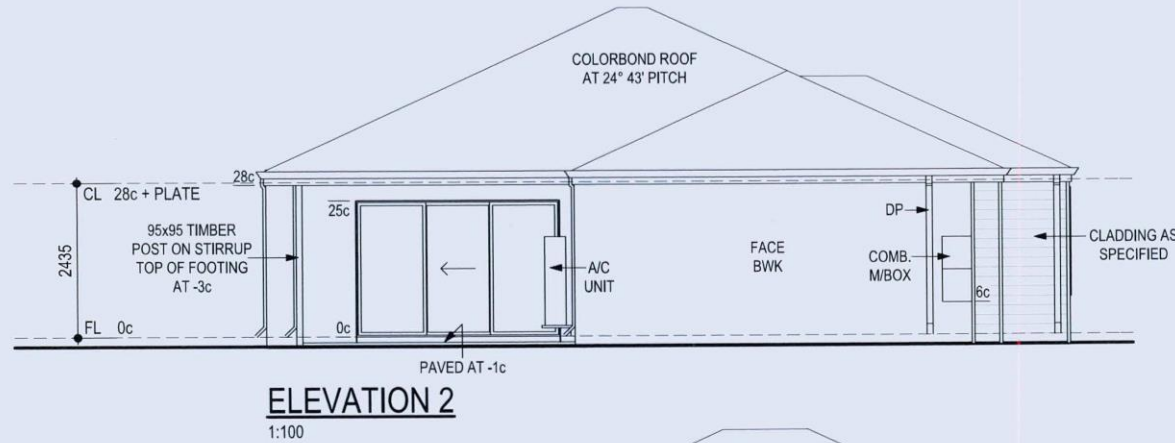 COLORBOND ROOF
AT 24° 43' PITCH
28c
CL 28c + PLATE
25c
95x95 TIMBER
POST ON STIRRUP
TOP OF FOOTING
AT -3c
2435
DP
FACE
BWK
A/C
UNIT
COMB.
M/BOX
CLADDING AS
SPECIFIED
6c
FL 0c
0c
PAVED AT -1c
ELEVATION 2
1:100